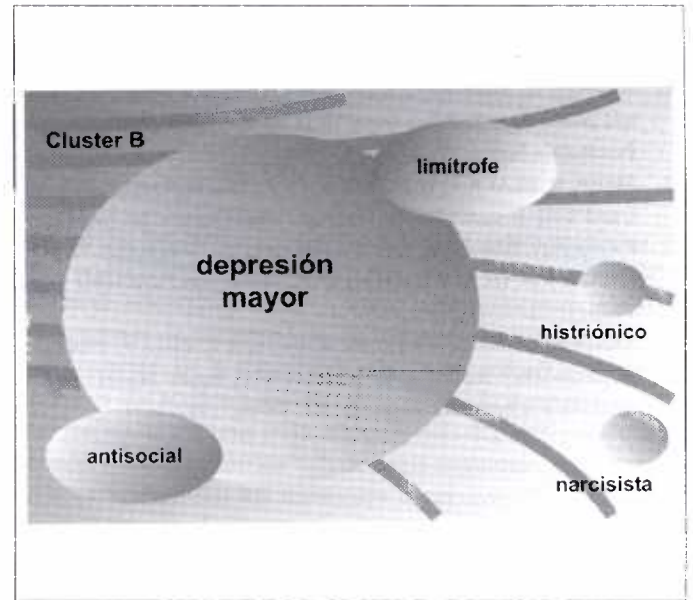 Cluster B
limítrofe
depresión
mayor
histriónico
antisocial
narcisista